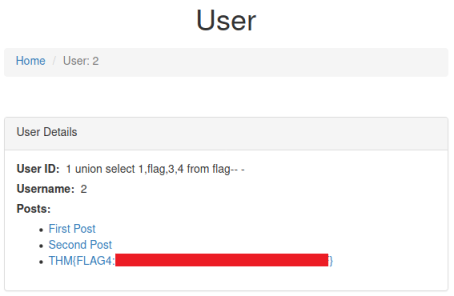 User
Home / User: 2
User Details
User ID: 1 union select 1,flag,3,4 from flag-- -
Username: 2
Posts:
First Post
Second Post
THM{FLAG4: }